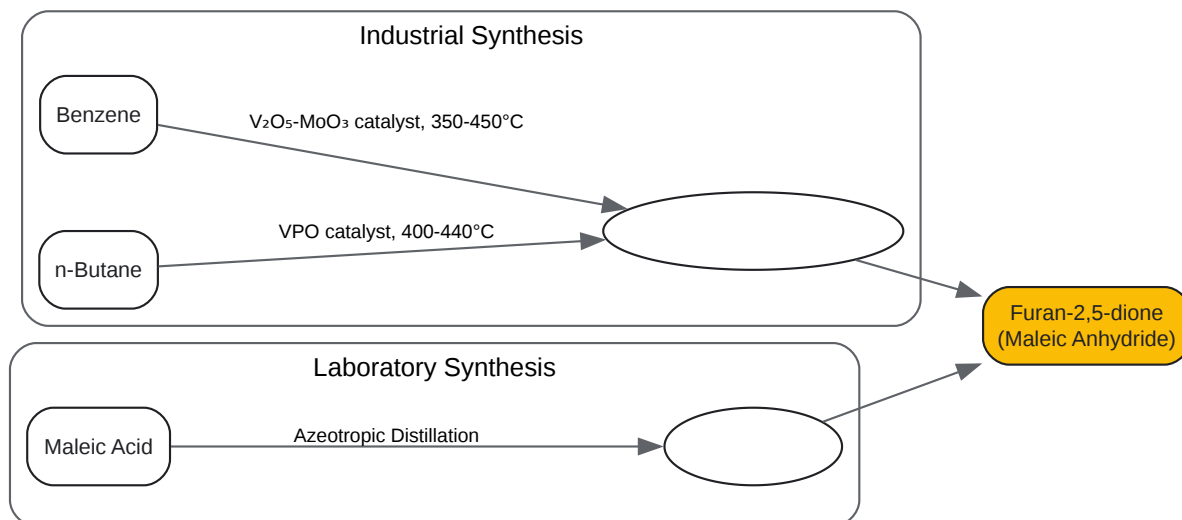 Industrial Synthesis
Benzene
V₂O₅-MoO₃ catalyst, 350-450°C
VPO catalyst, 400-440°C
n-Butane
Furan-2,5-dione
(Maleic Anhydride)
Laboratory Synthesis
Maleic Acid
Azeotropic Distillation